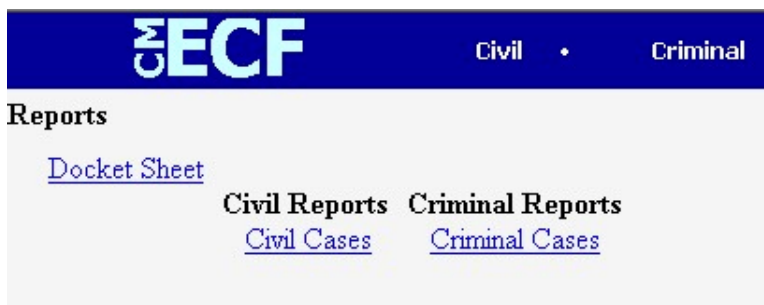 CM ECF Civil • Criminal
Reports
Docket Sheet
Civil Reports Criminal Reports
Civil Cases Criminal Cases